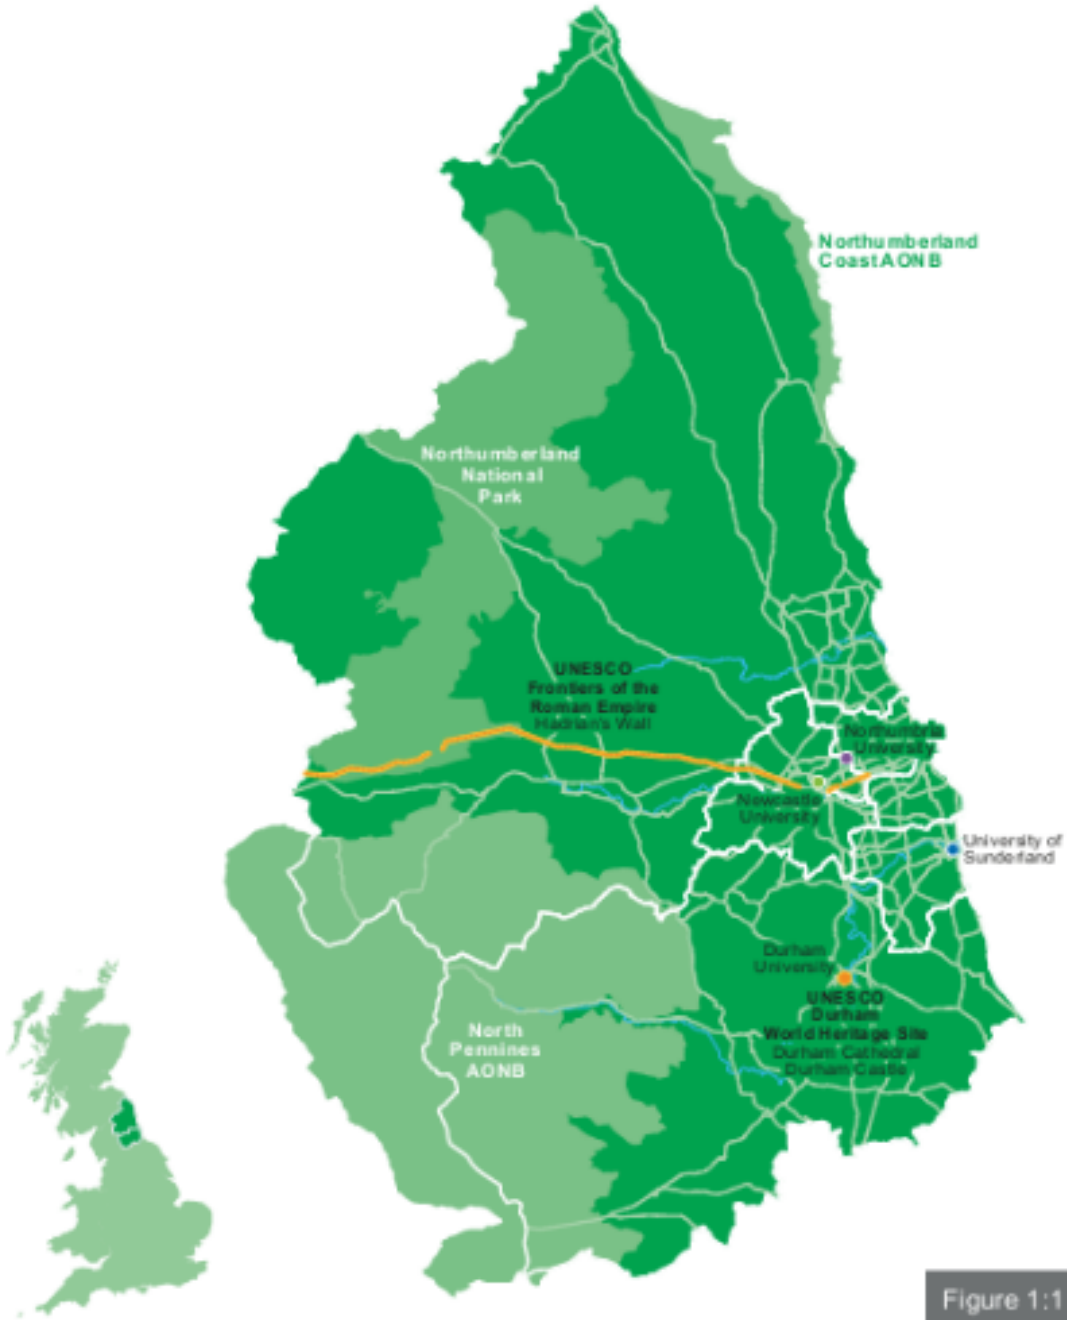 Northumberland
Coast AONB
Northumberland
National
Park
UNESCO
Frontiers of the
Roman Empire
Hadrian's Wall
Northumbria
University
Newcastle
University
University of
Sunderland
Durham
University
UNESCO
Durham
World Heritage Site
Durham Cathedral
Durham Castle
North
Pennines
AONB
Figure 1:1